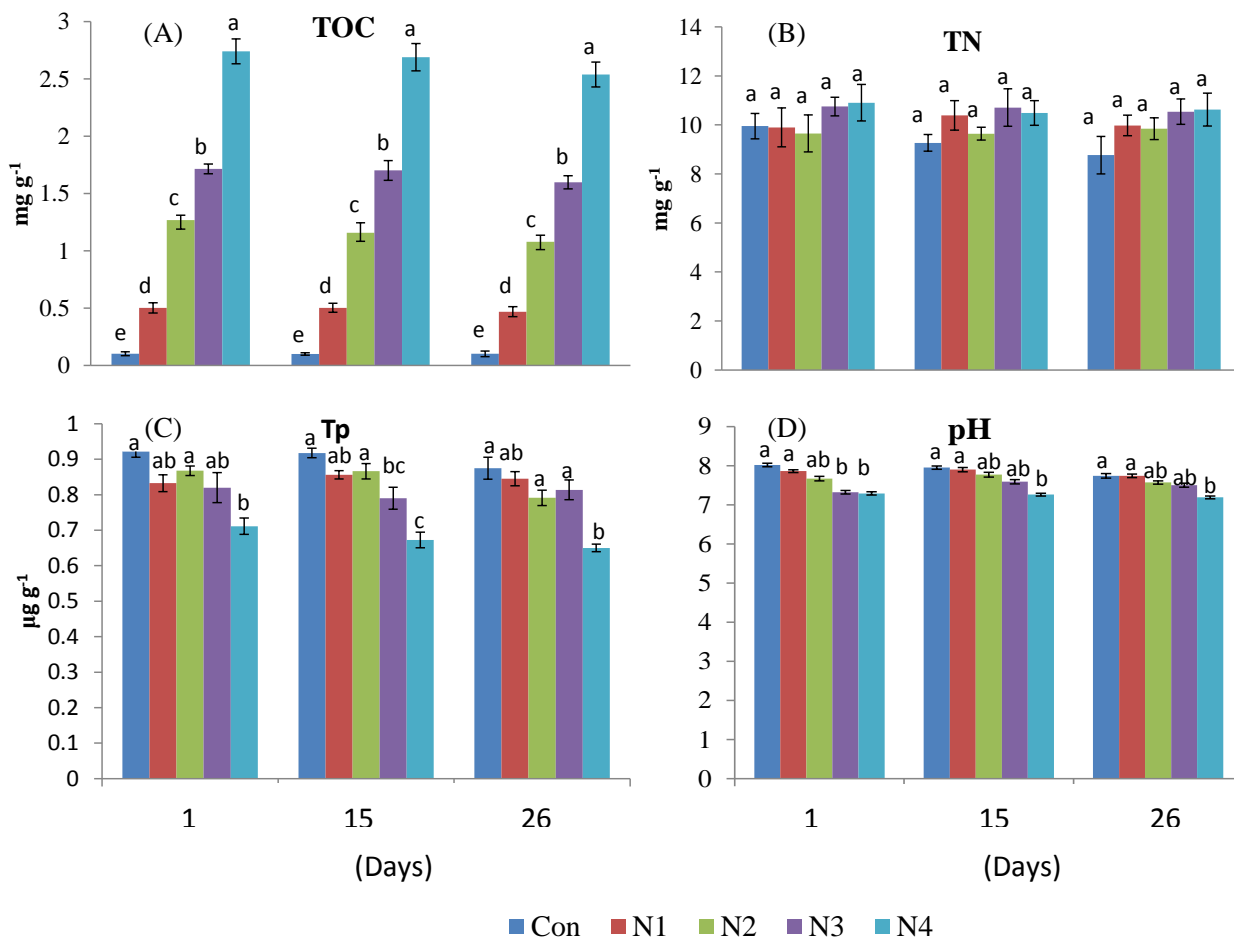 (A) TOC
3
2.5
2
1.5
1
0.5
0
mg g-1
e d c b a
e d c b a
e d c b a
(B) TN
14
12
10
8
6
4
2
0
mg g-1
a a a a a
a a a a a
a a a a a
(C) Tp
1
0.9
0.8
0.7
0.6
0.5
0.4
0.3
0.2
0.1
0
µg g-1
a ab a ab b
a ab a bc c
a ab a a b
1 15 26
(Days)
(D) pH
9
8
7
6
5
4
3
2
1
0
a a ab b b
a a ab ab b
a a ab ab b
1 15 26
(Days)
Con N1 N2 N3 N4